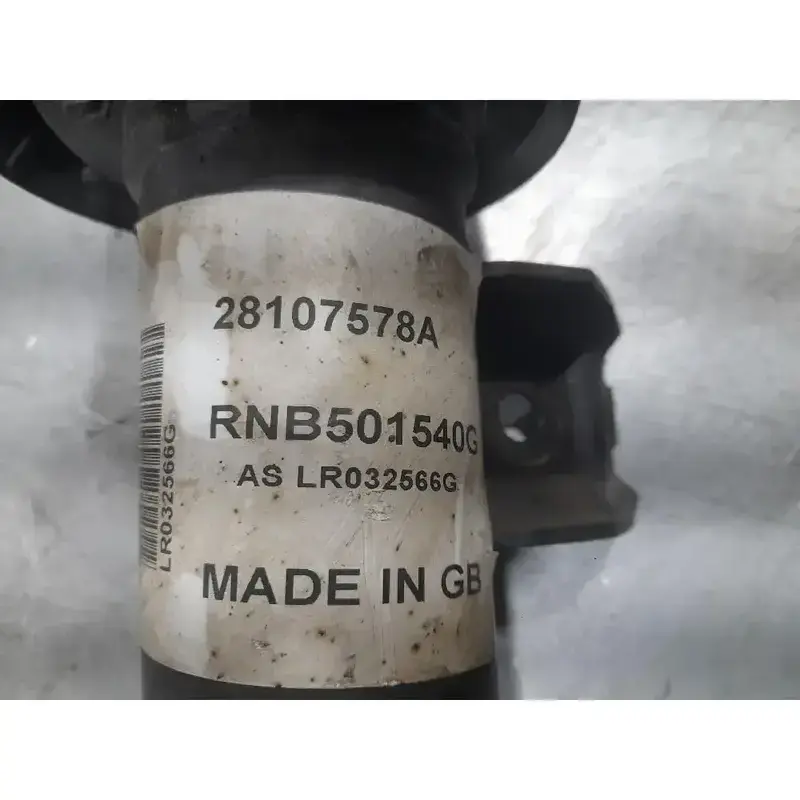 28107578A
RNB501540G
AS LR032566G
MADE IN GB
LR032566G